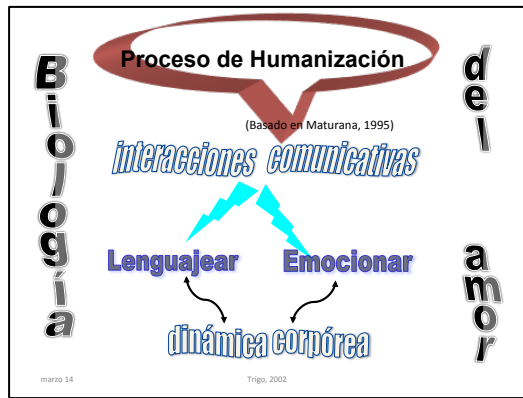 Proceso de Humanización
(Basado en Maturana, 1995)
Biología
del
amor
interacciones comunicativas
Lenguajear
Emocionar
dinámica corpórea
marzo 14
Trigo, 2002